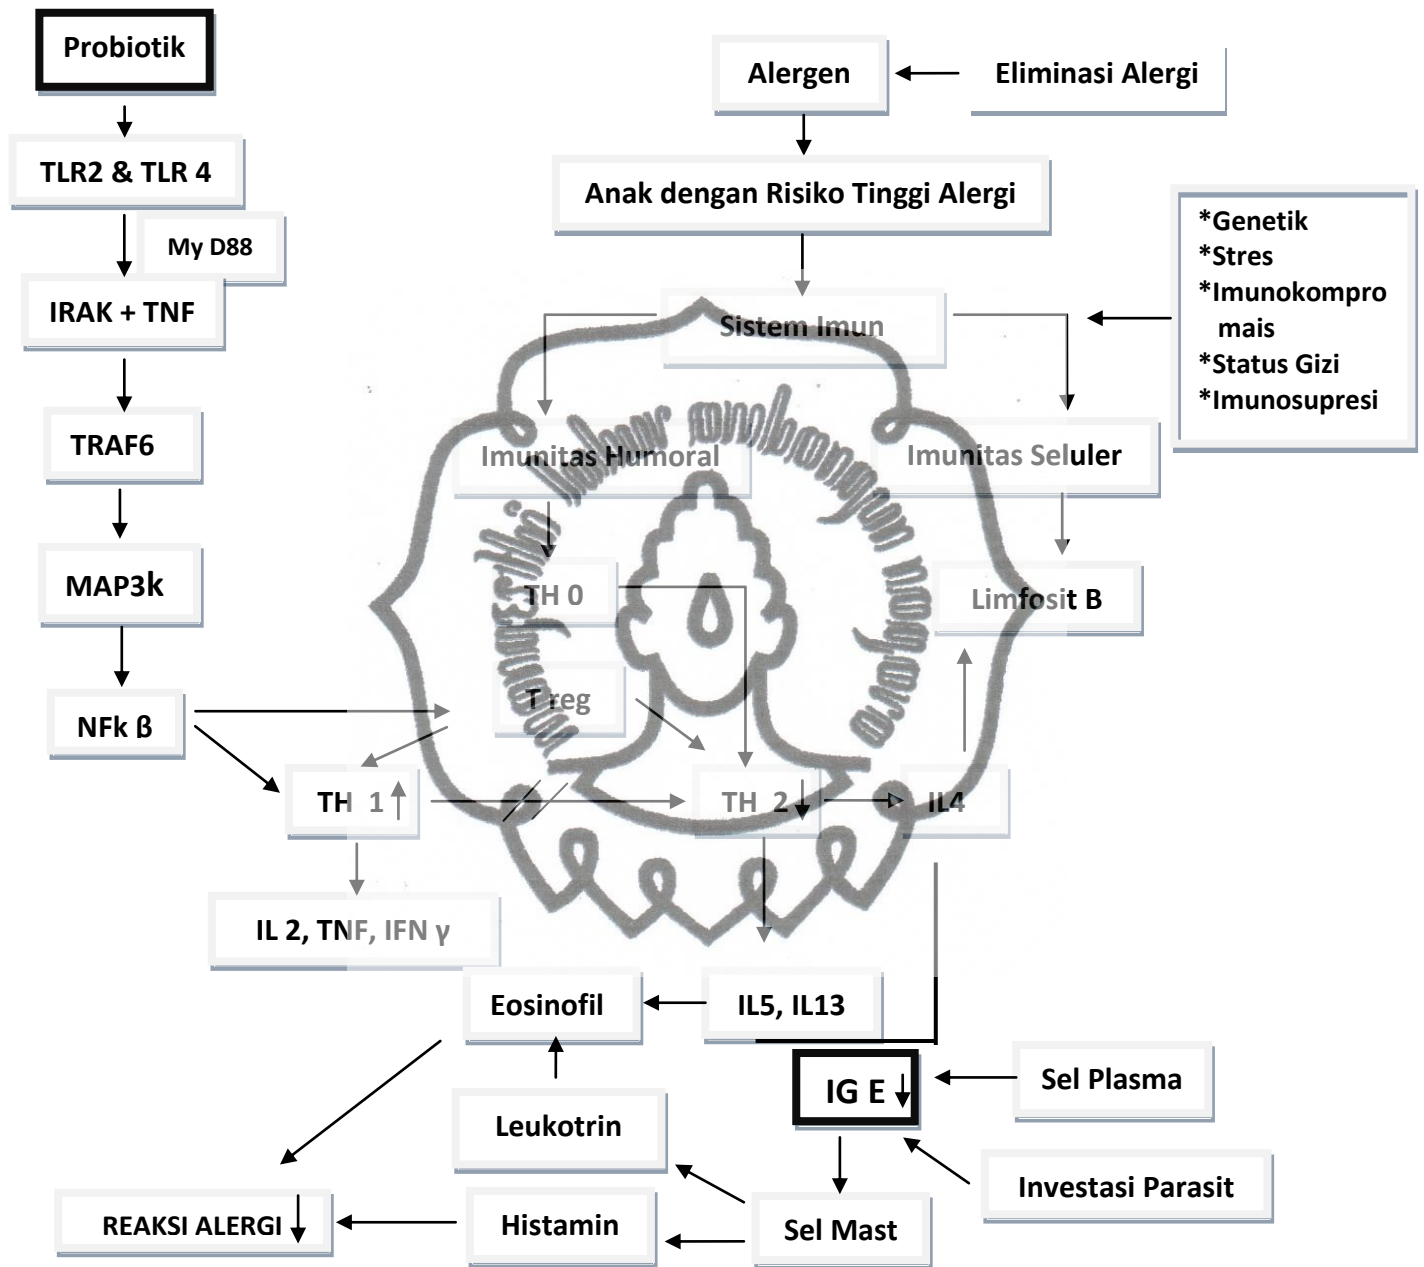 Probiotik
Alergen
Eliminasi Alergi
TLR2 & TLR 4
Anak dengan Risiko Tinggi Alergi
My D88
*Genetik
*Stres
*Imunokompro
mais
*Status Gizi
*Imunosupresi
IRAK + TNF
Sistem Imun
TRAF6
Imunitas Humoral
Imunitas Seluler
MAP3k
TH 0
Limfosit B
T reg
NFk ß
TH 1
TH 2
IL4
IL 2, TNF, IFN γ
Eosinofil
IL5, IL13
IG E
Sel Plasma
Leukotrin
Investasi Parasit
REAKSI ALERGI
Histamin
Sel Mast